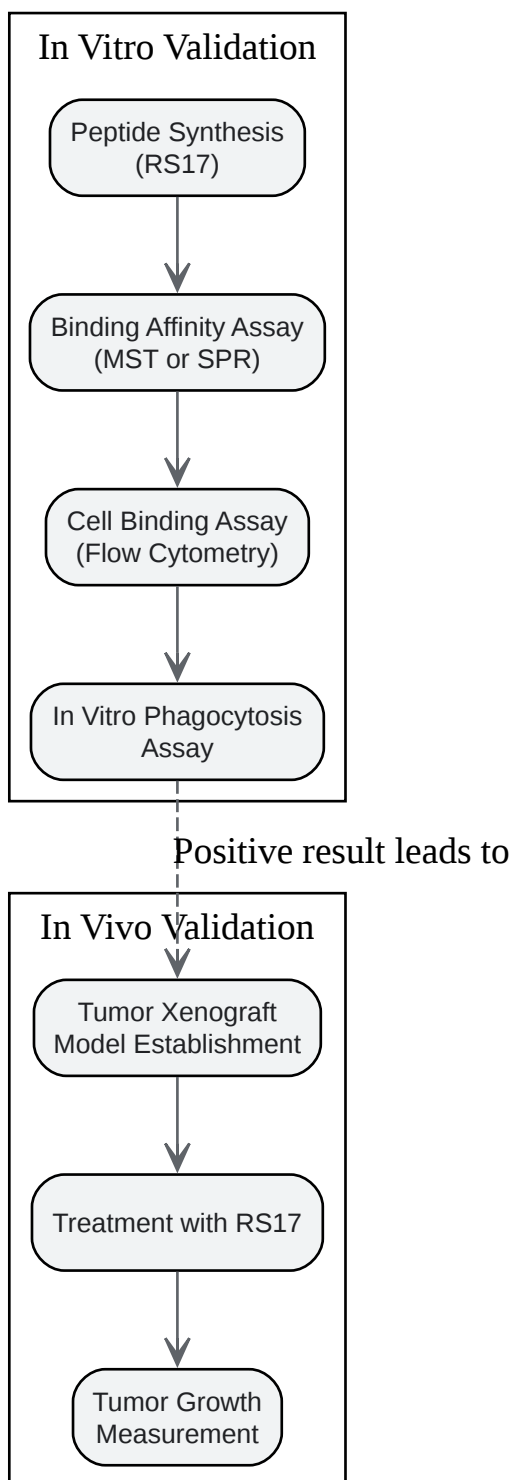 In Vitro Validation
Peptide Synthesis
(RS17)
Binding Affinity Assay
(MST or SPR)
Cell Binding Assay
(Flow Cytometry)
In Vitro Phagocytosis
Assay
Positive result leads to
In Vivo Validation
Tumor Xenograft
Model Establishment
Treatment with RS17
Tumor Growth
Measurement